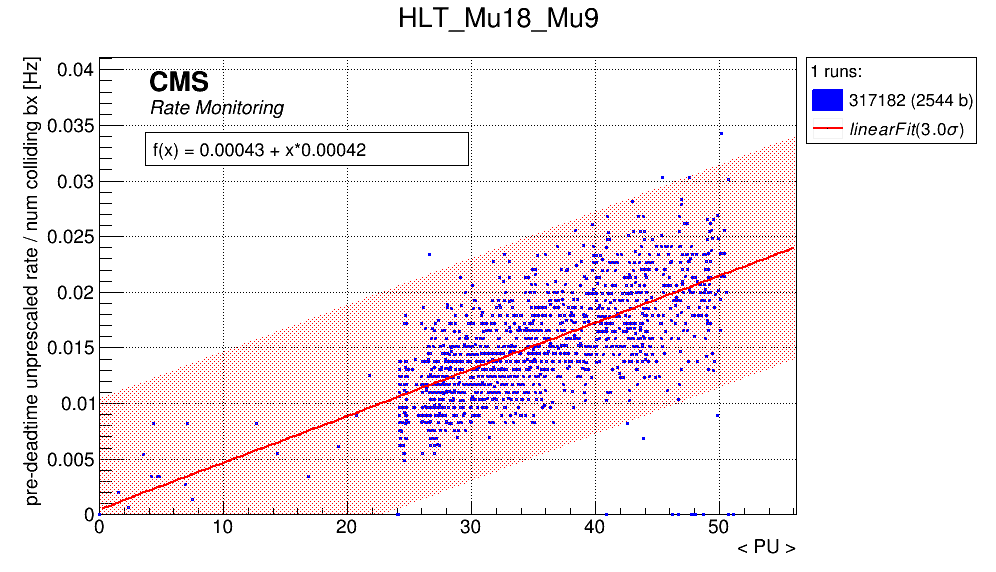 HLT_Mu18_Mu9
pre-deadtime unprescaled rate / num colliding bx [Hz]
0.04
0.035
0.03
0.025
0.02
0.015
0.01
0.005
0
CMS
Rate Monitoring
f(x) = 0.00043 + x*0.00042
0
10
20
30
40
50
< PU >
1 runs:
317182 (2544 b)
linearFit(3.0σ)